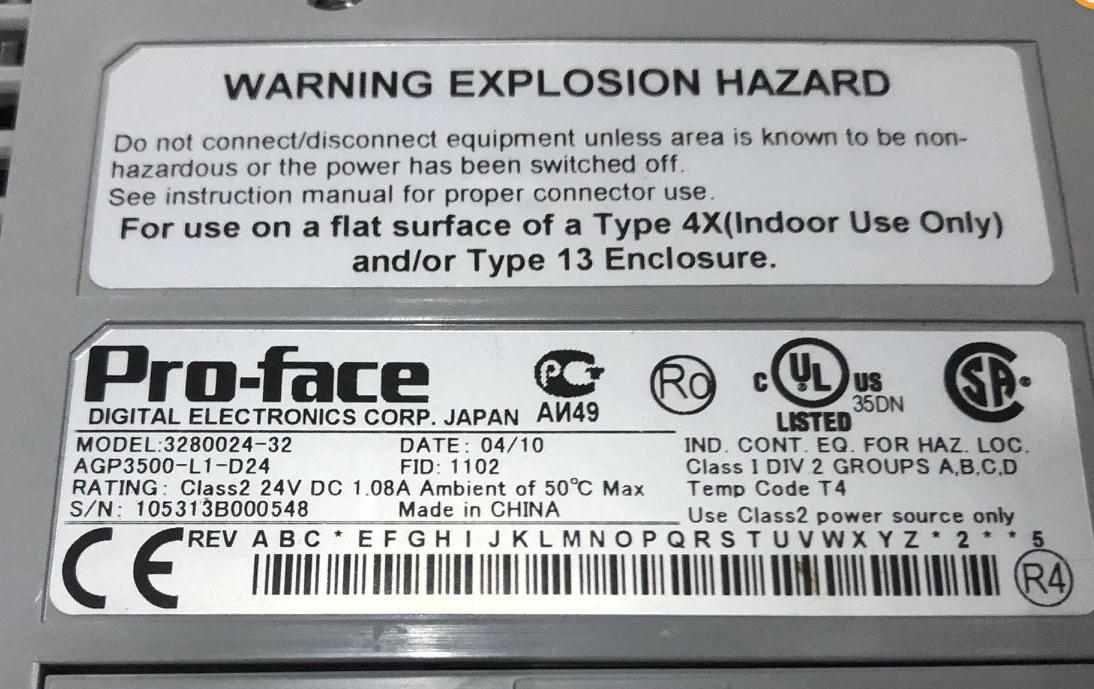 WARNING EXPLOSION HAZARD
Do not connect/disconnect equipment unless area is known to be non-
hazardous or the power has been switched off.
See instruction manual for proper connector use.
For use on a flat surface of a Type 4X(Indoor Use Only)
and/or Type 13 Enclosure.
Pro-face
DIGITAL ELECTRONICS CORP. JAPAN
РСТ
АИ49
Ro
C UL US
LISTED
35DN
SA
MODEL:3280024-32
DATE: 04/10
AGP3500-L1-D24
FID: 1102
RATING: Class2 24V DC 1.08A Ambient of 50℃ Max
S/N: 105313B000548
Made in CHINA
IND. CONT. EQ. FOR HAZ. LOC.
Class I DIV 2 GROUPS A,B,C,D
Temp Code T4
Use Class2 power source only
CE
REV A B C * E F G H I J K L M N O P Q R S T U V W X Y Z * 2 * * 5
R4